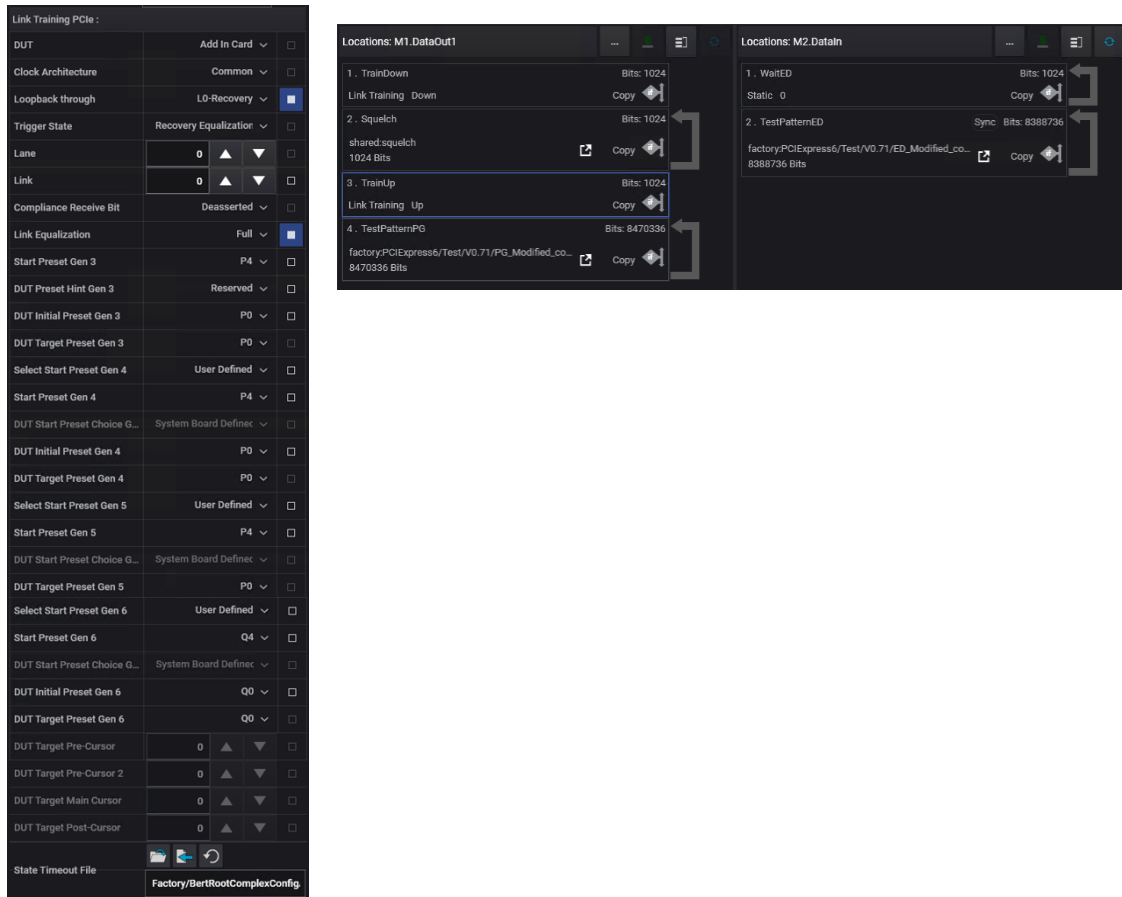 Link Training PCIe :
DUT Add In Card
Clock Architecture Common
Loopback through L0-Recovery
Trigger State Recovery Equalization
Lane 0
Link 0
Compliance Receive Bit Deasserted
Link Equalization Full
Start Preset Gen 3 P4
DUT Preset Hint Gen 3 Reserved
DUT Initial Preset Gen 3 P0
DUT Target Preset Gen 3 P0
Select Start Preset Gen 4 User Defined
Start Preset Gen 4 P4
DUT Start Preset Choice G... System Board Defined
DUT Initial Preset Gen 4 P0
DUT Target Preset Gen 4 P0
Select Start Preset Gen 5 User Defined
Start Preset Gen 5 P4
DUT Start Preset Choice G... System Board Defined
DUT Target Preset Gen 5 P0
Select Start Preset Gen 6 User Defined
Start Preset Gen 6 Q4
DUT Start Preset Choice G... System Board Defined
DUT Initial Preset Gen 6 Q0
DUT Target Preset Gen 6 Q0
DUT Target Pre-Cursor 0
DUT Target Pre-Cursor 2 0
DUT Target Main Cursor 0
DUT Target Post-Cursor 0
State Timeout File
Factory/BertRootComplexConfig.
Locations: M1.DataOut1 ...
1 . TrainDown Bits: 1024
Link Training Down Copy
2 . Squelch Bits: 1024
shared:squelch
1024 Bits Copy
3 . TrainUp Bits: 1024
Link Training Up Copy
4 . TestPatternPG Bits: 8470336
factory:PCIExpress6/Test/V0.71/PG_Modified_co...
8470336 Bits Copy
Locations: M2.DataIn ...
1 . WaitED Bits: 1024
Static 0 Copy
2 . TestPatternED Sync Bits: 8388736
factory:PCIExpress6/Test/V0.71/ED_Modified_co...
8388736 Bits Copy